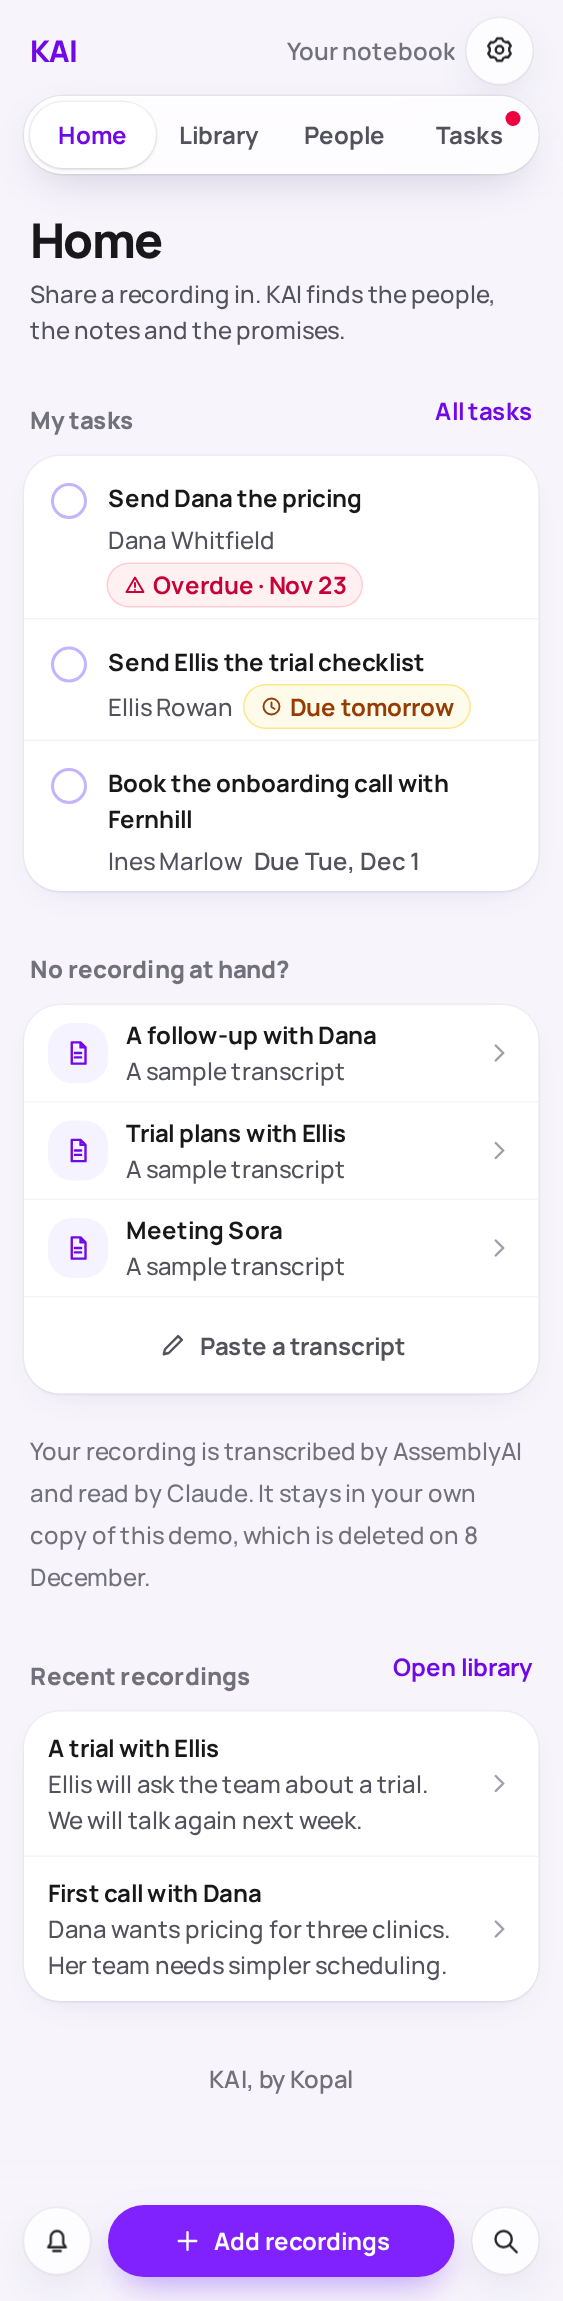 KAI
Your notebook
Home
Library
People
Tasks
Home
Share a recording in. KAI finds the people,
the notes and the promises.
My tasks
All tasks
Send Dana the pricing
Dana Whitfield
Overdue · Nov 23
Send Ellis the trial checklist
Ellis Rowan
Due tomorrow
Book the onboarding call with
Fernhill
Ines Marlow
Due Tue, Dec 1
No recording at hand?
A follow-up with Dana
A sample transcript
Trial plans with Ellis
A sample transcript
Meeting Sora
A sample transcript
Paste a transcript
Your recording is transcribed by AssemblyAI
and read by Claude. It stays in your own
copy of this demo, which is deleted on 8
December.
Recent recordings
Open library
A trial with Ellis
Ellis will ask the team about a trial.
We will talk again next week.
First call with Dana
Dana wants pricing for three clinics.
Her team needs simpler scheduling.
KAI, by Kopal
Add recordings